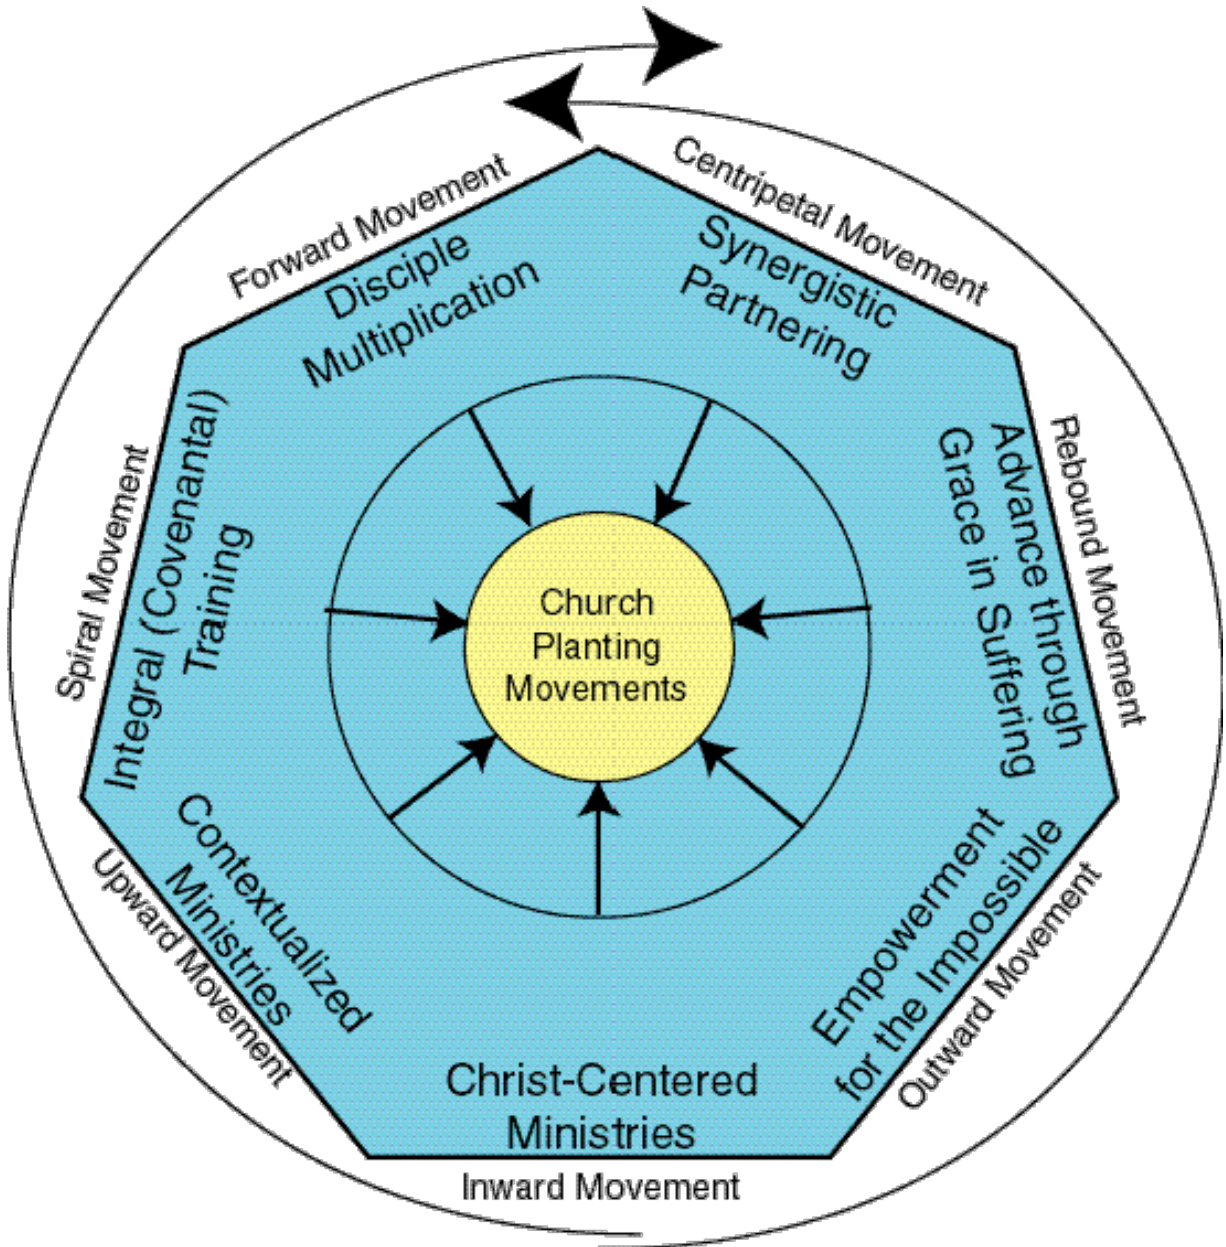 Forward Movement
Centripetal Movement
Disciple
Multiplication
Synergistic
Partnering
Spiral Movement
Integral (Covenantal)
Training
Rebound Movement
Advance through
Grace in Suffering
Church
Planting
Movements
Upward Movement
Contextualized
Ministries
Empowerment
for the Impossible
Outward Movement
Christ-Centered
Ministries
Inward Movement